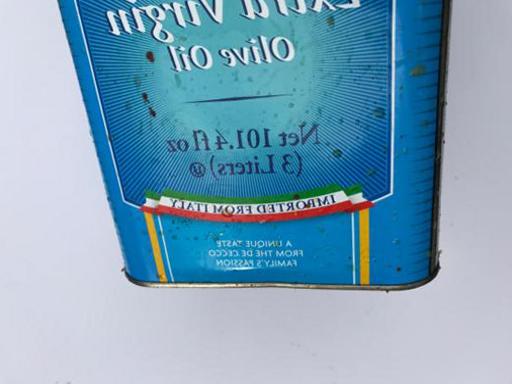 Extra Virgin
Olive Oil
Net 101.4 fl oz
(3 Liters) U
IMPORTED FROM ITALY
A UNIQUE TASTE
FROM THE DE CECCO
FAMILY'S PASSION